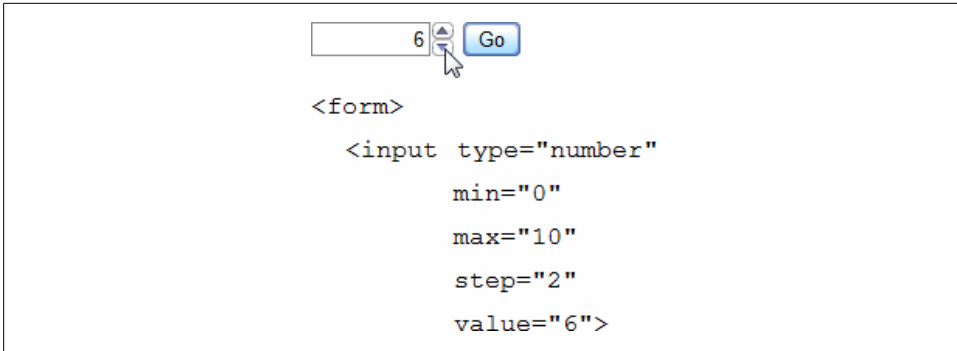 6 Go
<form>
<input type="number"
min="0"
max="10"
step="2"
value="6">